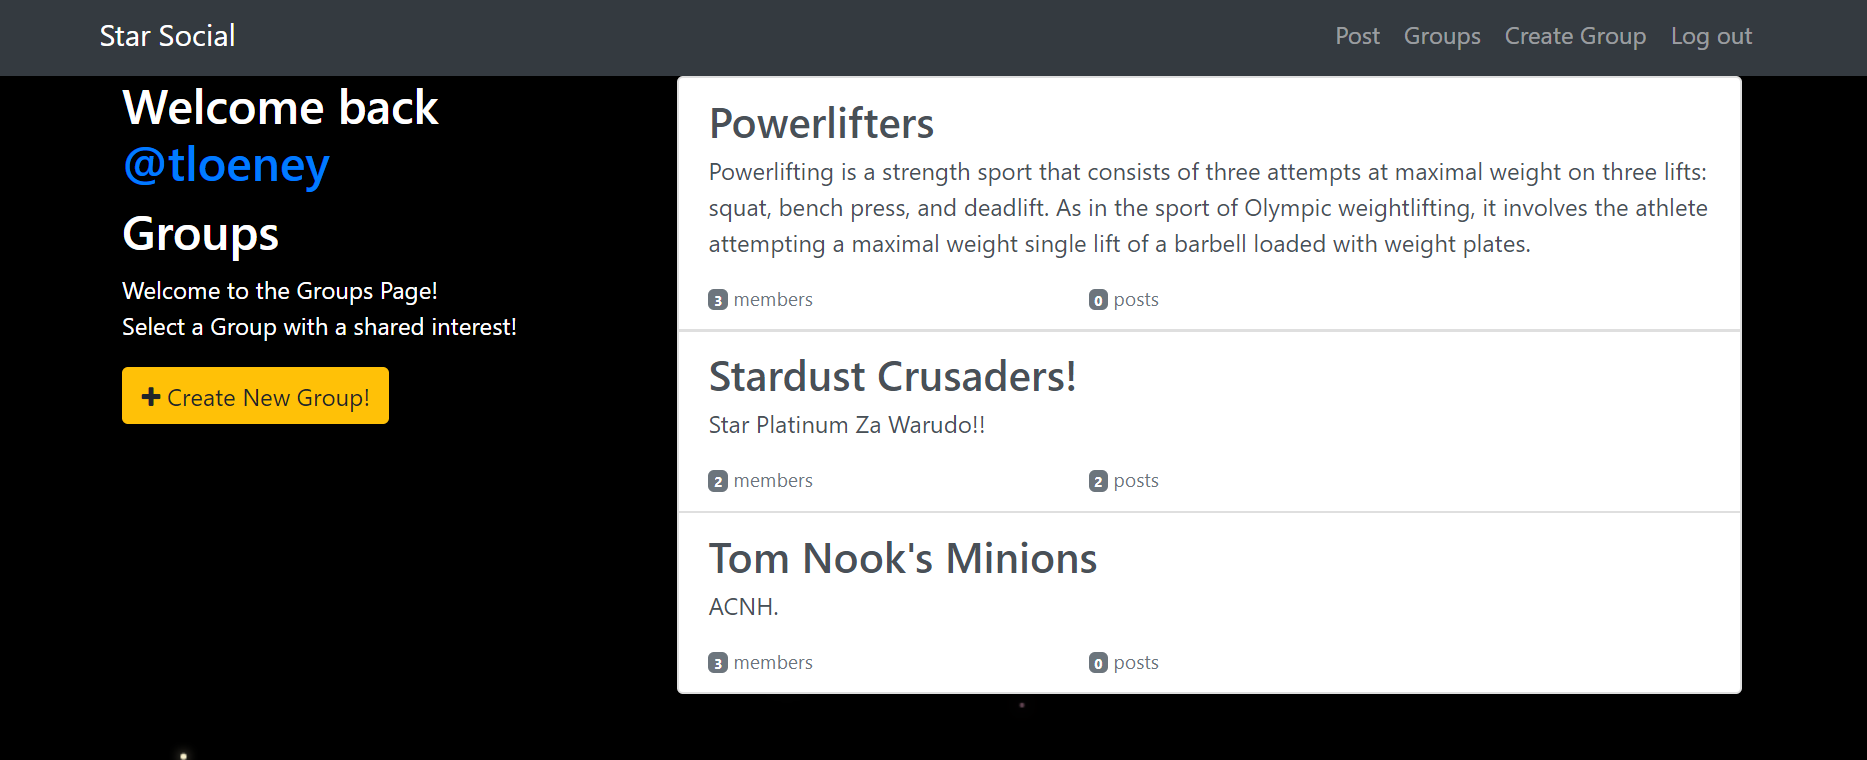 Star Social
Post Groups Create Group Log out
Welcome back
@tloeney
Groups
Welcome to the Groups Page!
Select a Group with a shared interest!
Create New Group!
Powerlifters
Powerlifting is a strength sport that consists of three attempts at maximal weight on three lifts:
squat, bench press, and deadlift. As in the sport of Olympic weightlifting, it involves the athlete
attempting a maximal weight single lift of a barbell loaded with weight plates.
3 members 0 posts
Stardust Crusaders!
Star Platinum Za Warudo!!
2 members 2 posts
Tom Nook's Minions
ACNH.
3 members 0 posts